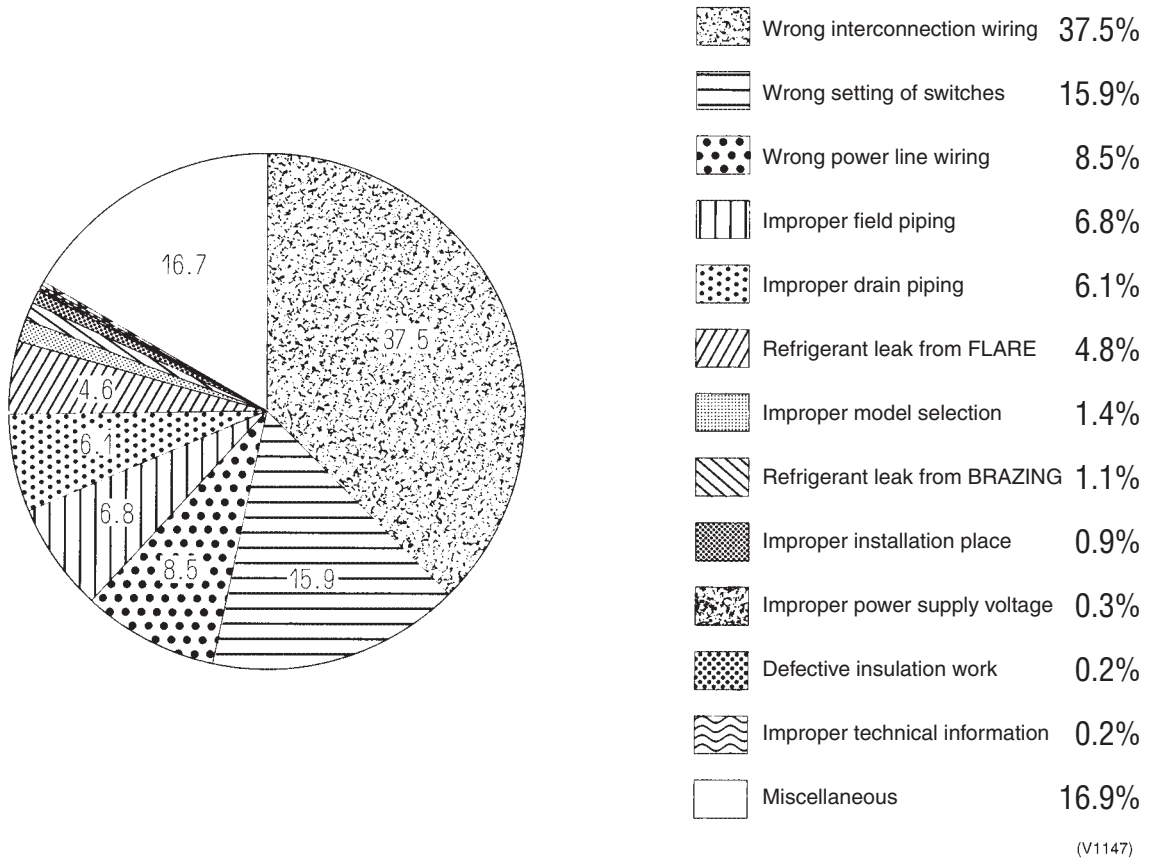 16.7
37.5
4.6
6.1
6.8
8.5
15.9
Wrong interconnection wiring 37.5%
Wrong setting of switches 15.9%
Wrong power line wiring 8.5%
Improper field piping 6.8%
Improper drain piping 6.1%
Refrigerant leak from FLARE 4.8%
Improper model selection 1.4%
Refrigerant leak from BRAZING 1.1%
Improper installation place 0.9%
Improper power supply voltage 0.3%
Defective insulation work 0.2%
Improper technical information 0.2%
Miscellaneous 16.9%
(V1147)